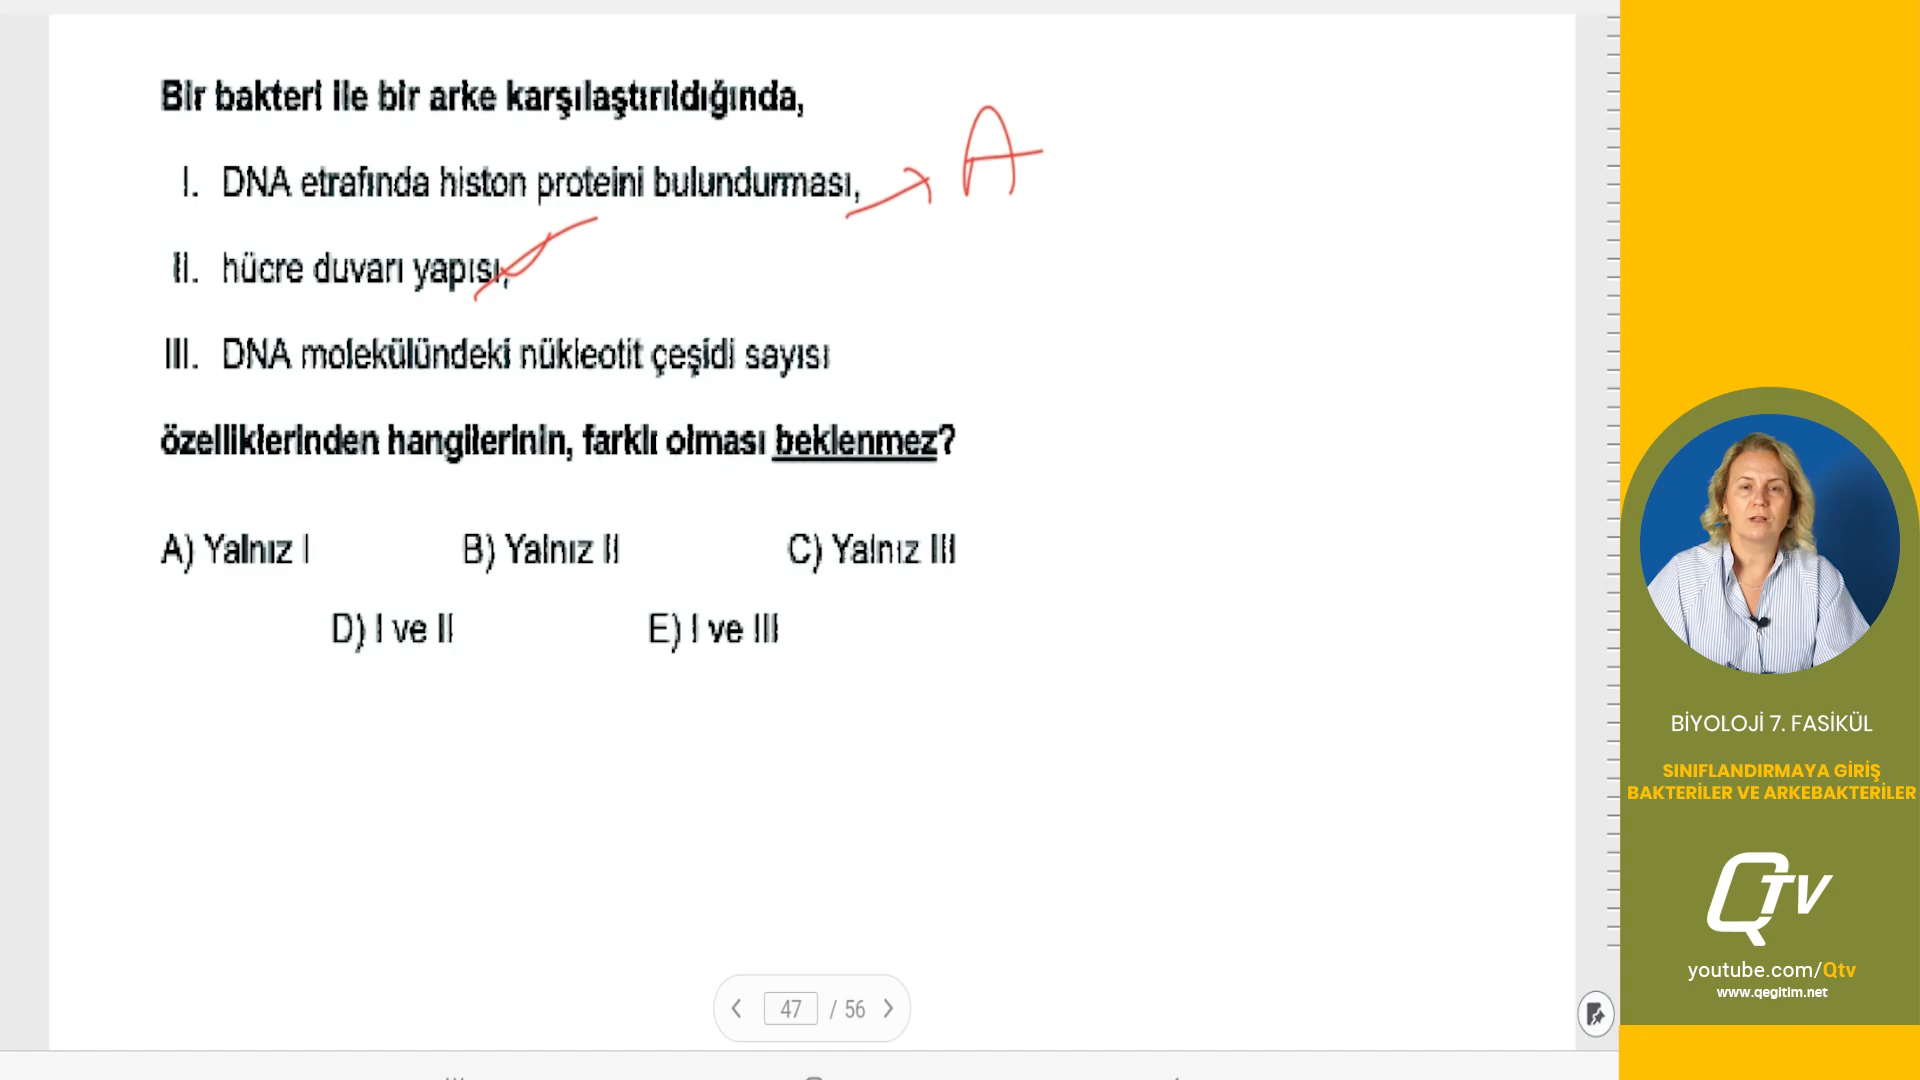 Bir bakteri ile bir arke karşılaştırıldığında,
I. DNA etrafında histon proteini bulundurması,
A
II. hücre duvarı yapısı,
III. DNA molekülündeki nükleotit çeşidi sayısı
özelliklerinden hangilerinin, farklı olması beklenmez?
A) Yalnız I B) Yalnız II C) Yalnız III
D) I ve II E) I ve III
47 / 56
BİYOLOJİ 7. FASİKÜL
SINIFLANDIRMAYA GİRİŞ
BAKTERİLER VE ARKEBAKTERİLER
QTV
youtube.com/Qtv
www.qegitim.net